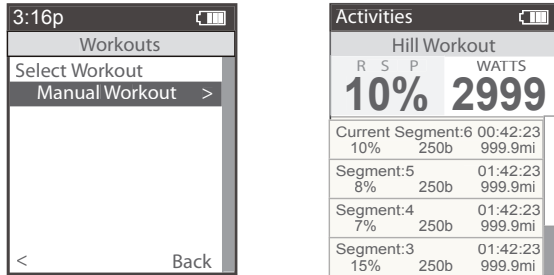 3:16p
Workouts
Select Workout
Manual Workout >
< Back
Activities
Hill Workout
R S P WATTS
10% 2999
Current Segment:6 00:42:23
10% 250b 999.9mi
Segment:5 01:42:23
8% 250b 999.9mi
Segment:4 01:42:23
7% 250b 999.9mi
Segment:3 01:42:23
15% 250b 999.9mi